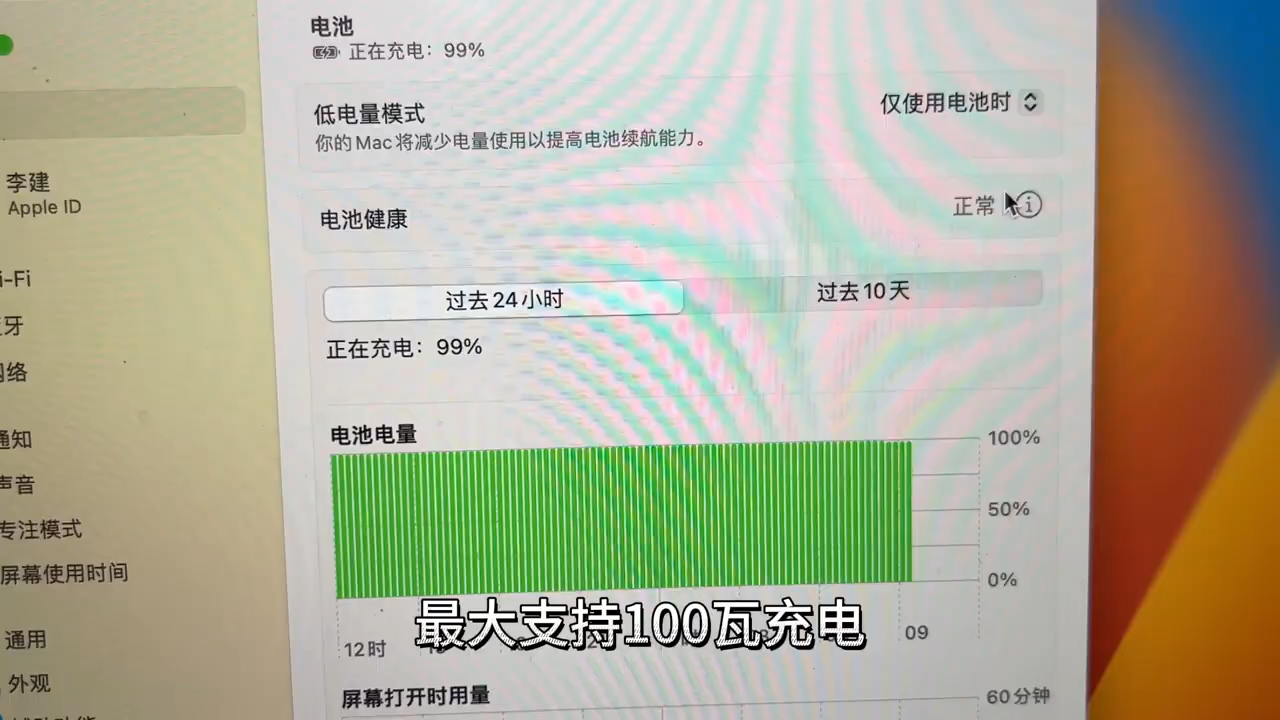 电池
正在充电：99%
低电量模式
仅使用电池时
你的Mac将减少电量使用以提高电池续航能力。
李建
Apple ID
电池健康
正常
i-Fi
过去24小时
过去10天
牙
正在充电：99%
络
电池电量
100%
通知
声音
50%
专注模式
屏幕使用时间
0%
最大支持100瓦充电
通用
12时
09
外观
屏幕打开时用量
60分钟